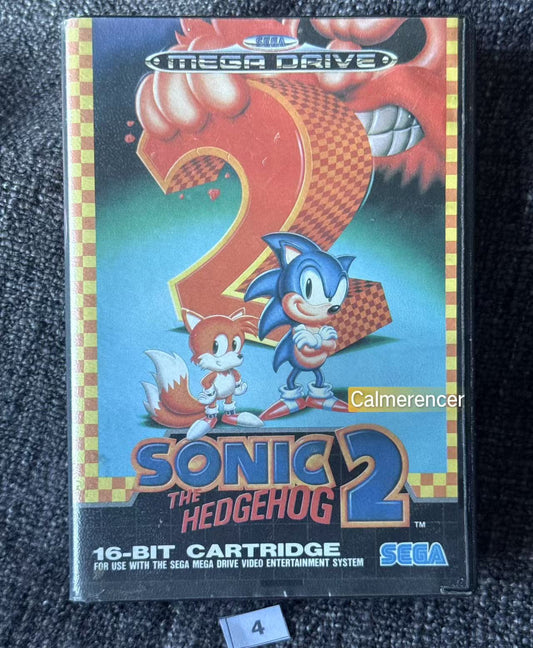 SEGA
MEGA DRIVE
2
Calmerencer
SONIC
THE
HEDGEHOG 2
TM
16-BIT CARTRIDGE
FOR USE WITH THE SEGA MEGA DRIVE VIDEO ENTERTAINMENT SYSTEM
SEGA
4